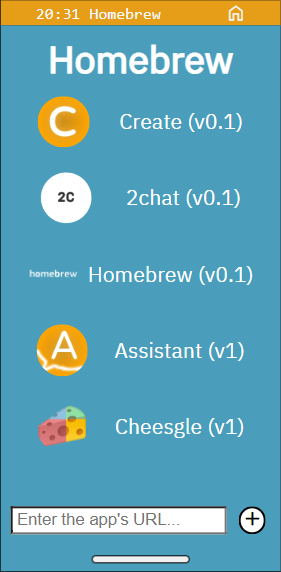 20:31 Homebrew
Homebrew
C Create (v0.1)
2C 2chat (v0.1)
homebrew Homebrew (v0.1)
A Assistant (v1)
Cheesgle (v1)
Enter the app's URL...